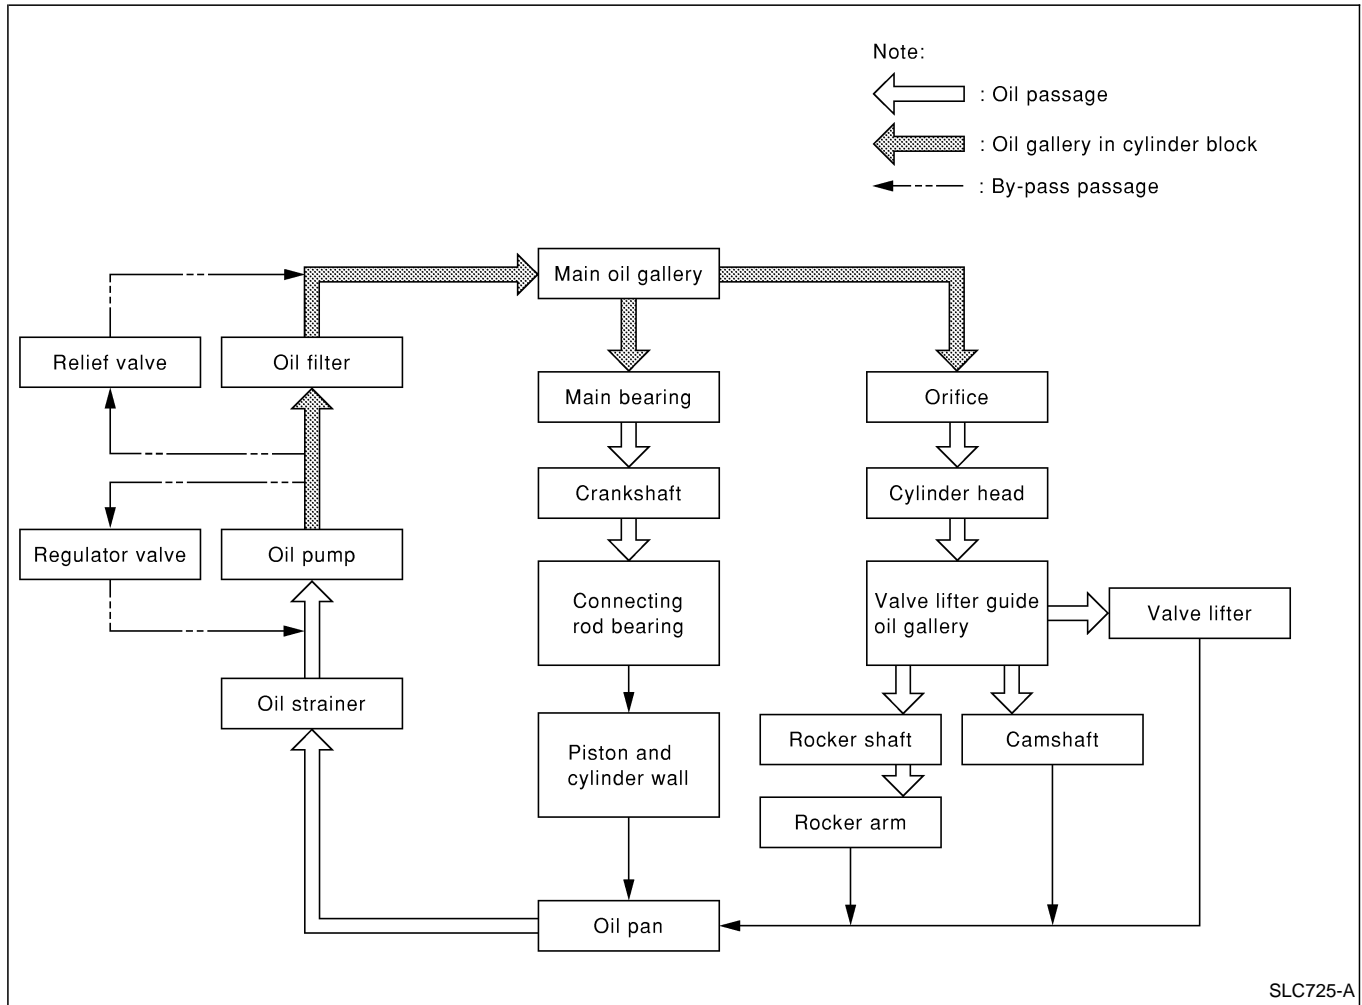 Note:
: Oil passage
: Oil gallery in cylinder block
: By-pass passage
Main oil gallery
Relief valve
Oil filter
Main bearing
Orifice
Crankshaft
Cylinder head
Regulator valve
Oil pump
Connecting
rod bearing
Valve lifter guide
oil gallery
Valve lifter
Oil strainer
Piston and
cylinder wall
Rocker shaft
Camshaft
Rocker arm
Oil pan
SLC725-A